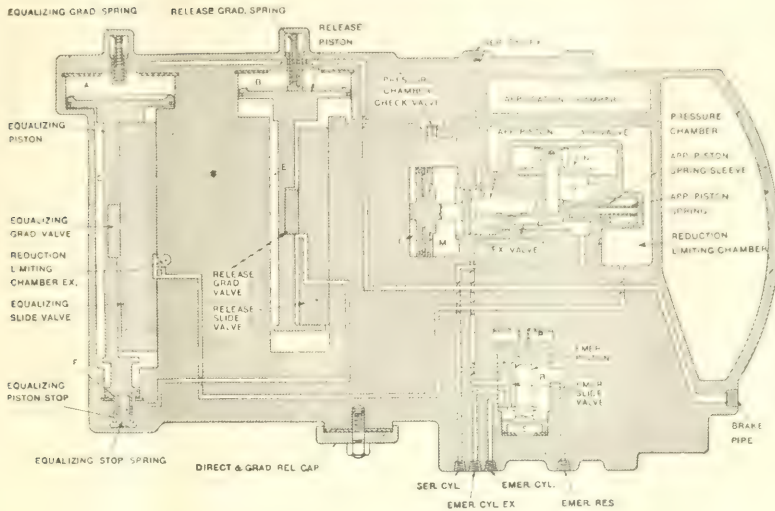 EQUALIZING GRAD SPRING
RELEASE GRAD. SPRING
RELEASE
PISTON
A
D
PRESSURE
CHAMBER
CHECK VALVE
PRESSURE
CHAMBER
EQUALIZING
PISTON
C
E
APP. PISTON
SPRING SLEEVE
APP. PISTON
SPRING
EQUALIZING
GRAD VALVE
M
EX VALVE
REDUCTION
LIMITING CHAMBER
REDUCTION
LIMITING
CHAMBER EX.
RELEASE
GRAD
VALVE
EQUALIZING
SLIDE VALVE
RELEASE
SLIDE
VALVE
F
EMER
PISTON
R
EMER
SLIDE
VALVE
EQUALIZING
PISTON STOP
BRAKE
PIPE
EQUALIZING STOP SPRING
DIRECT & GRAD REL CAP
SER. CYL.
EMER CYL.
EMER CYL EX
EMER RES